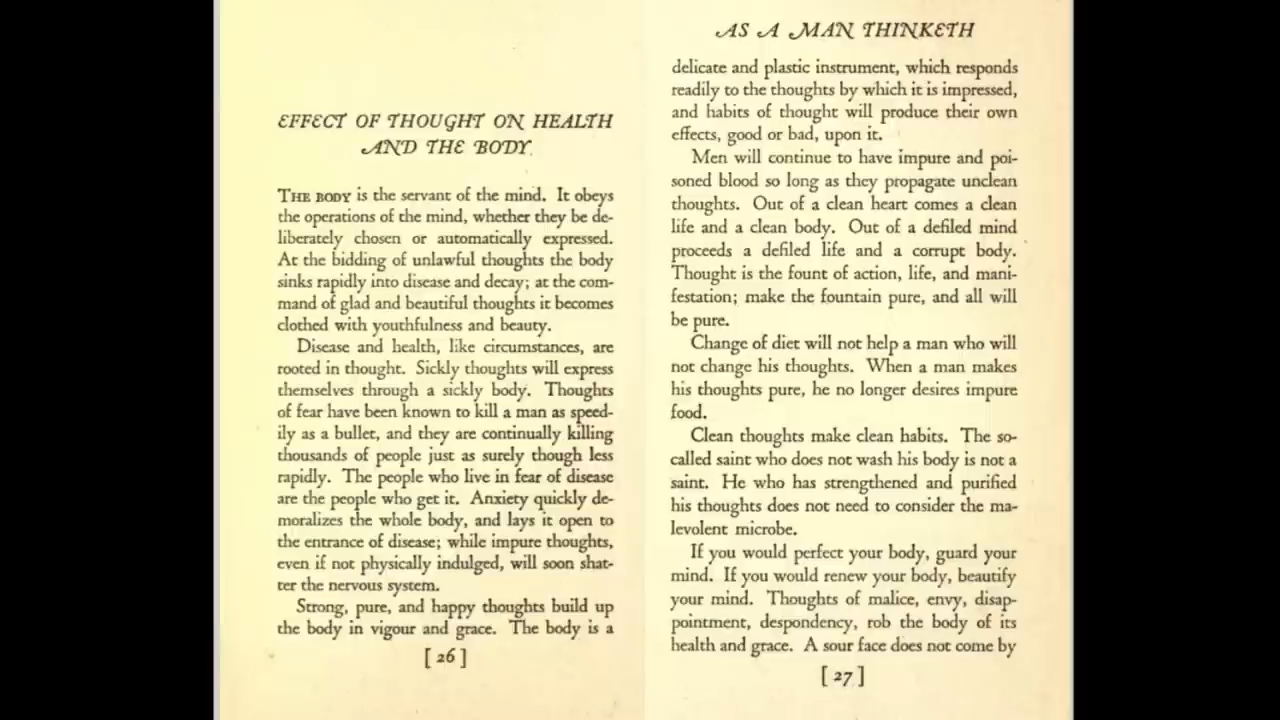 EFFECT OF THOUGHT ON HEALTH
AND THE BODY.
THE BODY is the servant of the mind. It obeys
the operations of the mind, whether they be de-
liberately chosen or automatically expressed.
At the bidding of unlawful thoughts the body
sinks rapidly into disease and decay; at the com-
mand of glad and beautiful thoughts it becomes
clothed with youthfulness and beauty.
Disease and health, like circumstances, are
rooted in thought. Sickly thoughts will express
themselves through a sickly body. Thoughts
of fear have been known to kill a man as speed-
ily as a bullet, and they are continually killing
thousands of people just as surely though less
rapidly. The people who live in fear of disease
are the people who get it. Anxiety quickly de-
moralizes the whole body, and lays it open to
the entrance of disease; while impure thoughts,
even if not physically indulged, will soon shat-
ter the nervous system.
Strong, pure, and happy thoughts build up
the body in vigour and grace. The body is a
[26]
AS A MAN THINKETH
delicate and plastic instrument, which responds
readily to the thoughts by which it is impressed,
and habits of thought will produce their own
effects, good or bad, upon it.
Men will continue to have impure and poi-
soned blood so long as they propagate unclean
thoughts. Out of a clean heart comes a clean
life and a clean body. Out of a defiled mind
proceeds a defiled life and a corrupt body.
Thought is the fount of action, life, and mani-
festation; make the fountain pure, and all will
be pure.
Change of diet will not help a man who will
not change his thoughts. When a man makes
his thoughts pure, he no longer desires impure
food.
Clean thoughts make clean habits. The so-
called saint who does not wash his body is not a
saint. He who has strengthened and purified
his thoughts does not need to consider the ma-
levolent microbe.
If you would perfect your body, guard your
mind. If you would renew your body, beautify
your mind. Thoughts of malice, envy, disap-
pointment, despondency, rob the body of its
health and grace. A sour face does not come by
[27]